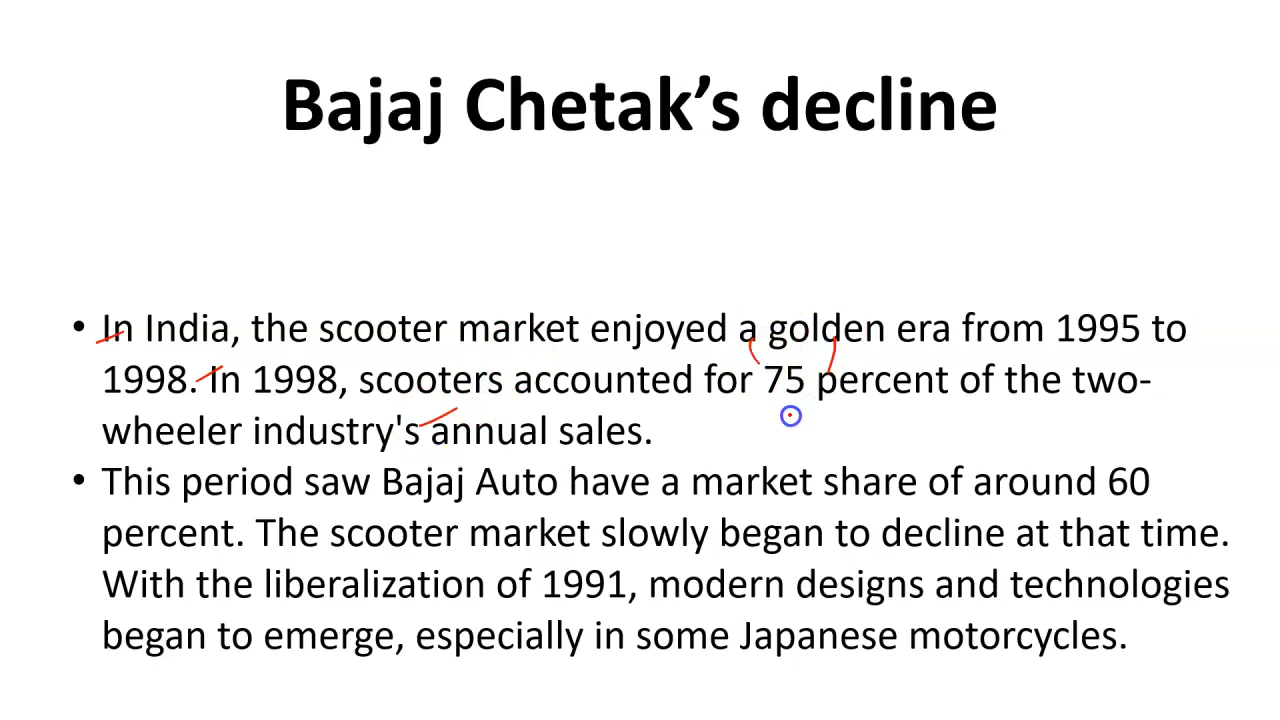 Bajaj Chetak’s decline
• In India, the scooter market enjoyed a golden era from 1995 to
1998. In 1998, scooters accounted for 75 percent of the two-
wheeler industry's annual sales.
• This period saw Bajaj Auto have a market share of around 60
percent. The scooter market slowly began to decline at that time.
With the liberalization of 1991, modern designs and technologies
began to emerge, especially in some Japanese motorcycles.